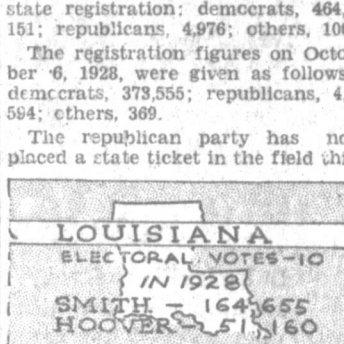 state registration: democrats, 464,
151; republicans, 4,976; others, 10
The registration figures on Octo
ber 6, 1928, were given as follows
democrats, 373,555; republicans, 4
594; others, 369.
The republican party has no
placed a state ticket in the field thi
LOUISIANA
ELECTORAL VOTES-10
IN 1928
SMITH - 164,655
HOOVER - 51,160